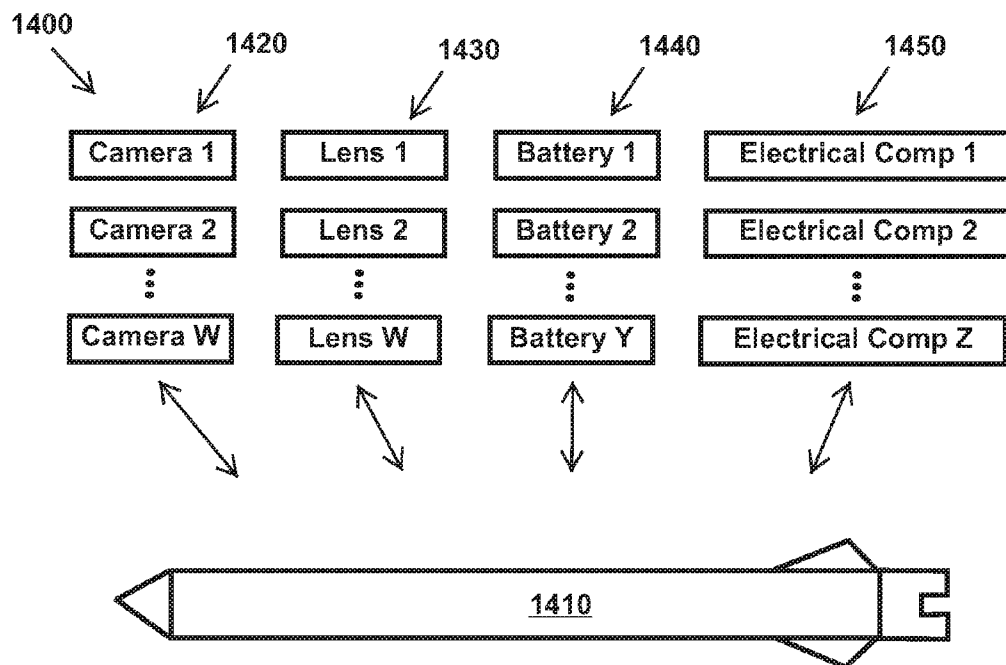 1400
1420
1430
1440
1450
Camera 1
Lens 1
Battery 1
Electrical Comp 1
Camera 2
Lens 2
Battery 2
Electrical Comp 2
Camera W
Lens W
Battery Y
Electrical Comp Z
1410